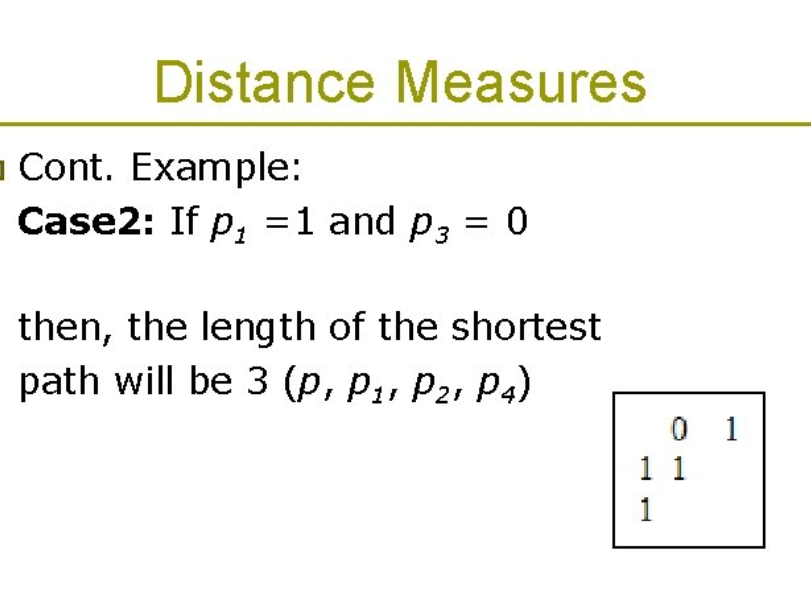 Distance Measures
Cont. Example:
Case2: If p₁ =1 and p₃ = 0
then, the length of the shortest
path will be 3 (p, p₁, p₂, p₄)
0 1
1 1
1